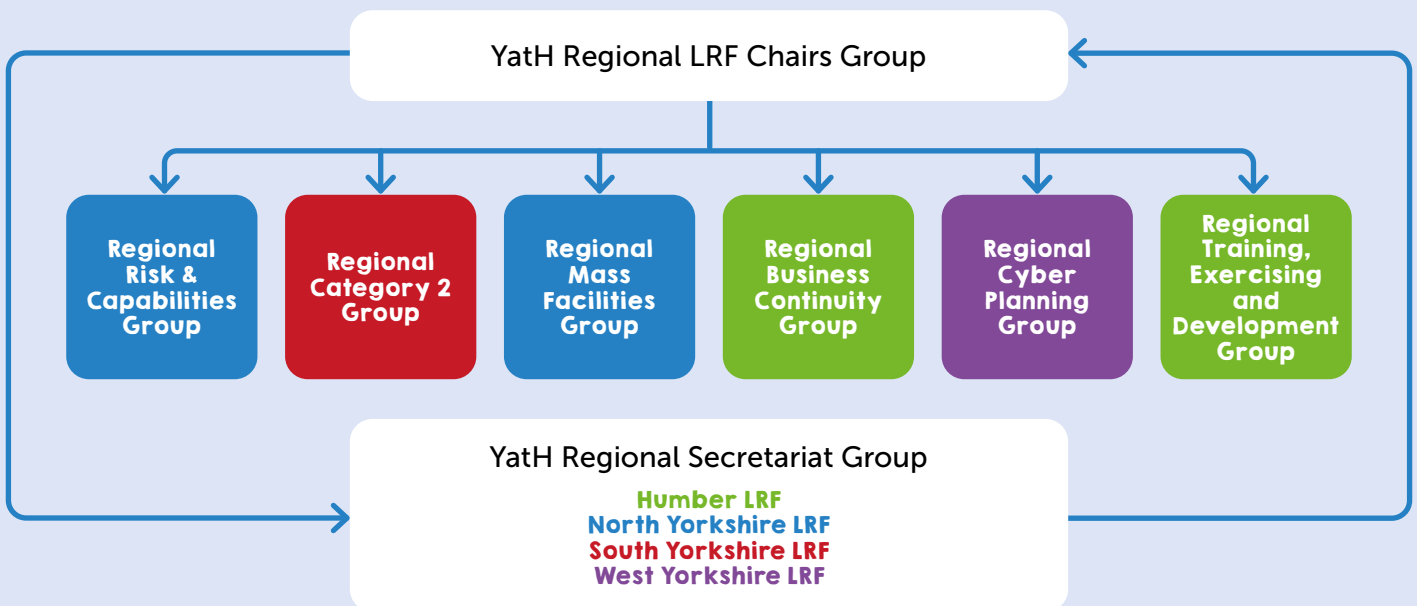 YatH Regional LRF Chairs Group
Regional
Risk &
Capabilities
Group
Regional
Category 2
Group
Regional
Mass
Facilities
Group
Regional
Business
Continuity
Group
Regional
Cyber
Planning
Group
Regional
Training,
Exercising
and
Development
Group
YatH Regional Secretariat Group
Humber LRF
North Yorkshire LRF
South Yorkshire LRF
West Yorkshire LRF